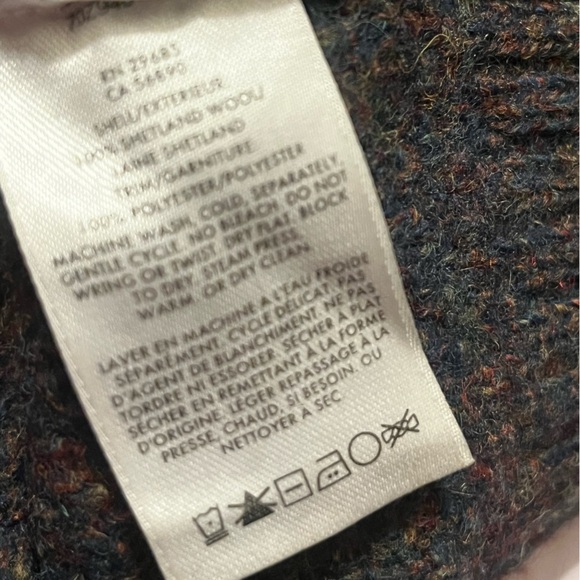 RN 29685
CA 56890
SHELL/EXTERIEUR
100% SHETLAND WOOL/
LAINE SHETLAND
TRIM/GARNITURE
100% POLYESTER/POLYESTER
MACHINE WASH, COLD, SEPARATELY,
GENTLE CYCLE. NO BLEACH. DO NOT
WRING OR TWIST. DRY FLAT. BLOCK
TO DRY. STEAM PRESS,
WARM. OR DRY CLEAN.
LAVER EN MACHINE A L'EAU FROIDE
SÉPARÉMENT. CYCLE DELICAT. PAS
D'AGENT DE BLANCHIMENT. NE PAS
TORDRE NI ESSORER. SÉCHER À PLAT
SÉCHER EN REMETTANT À LA FORME
D'ORIGINE. LÉGER REPASSAGE À LA
PRESSE, CHAUD, SI BESOIN. OU
NETTOYER A SEC